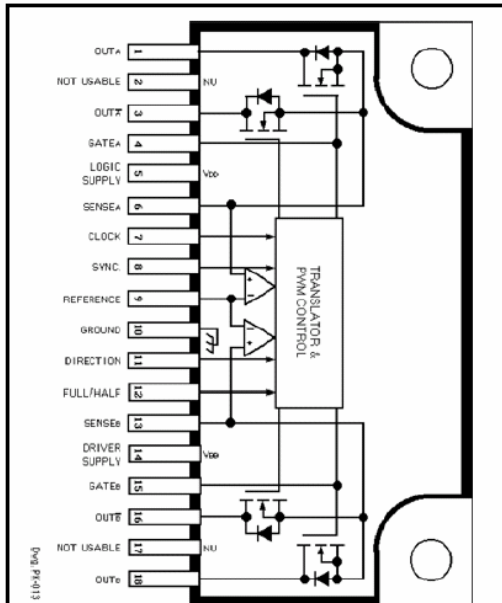 OUTA 1
NOT USABLE 2 NU
OUTA̅ 3
GATEA 4
LOGIC
SUPPLY 5 VDD
SENSEA 6
CLOCK 7
SYNC. 8
REFERENCE 9
GROUND 10
DIRECTION 11
FULL/HALF 12
SENSEB 13
DRIVER
SUPPLY 14 VBB
GATEB 15
OUTB̅ 16
NOT USABLE 17 NU
OUTB 18
+
−
−
+
TRANSLATOR &
PWM CONTROL
Dwg. PK-013